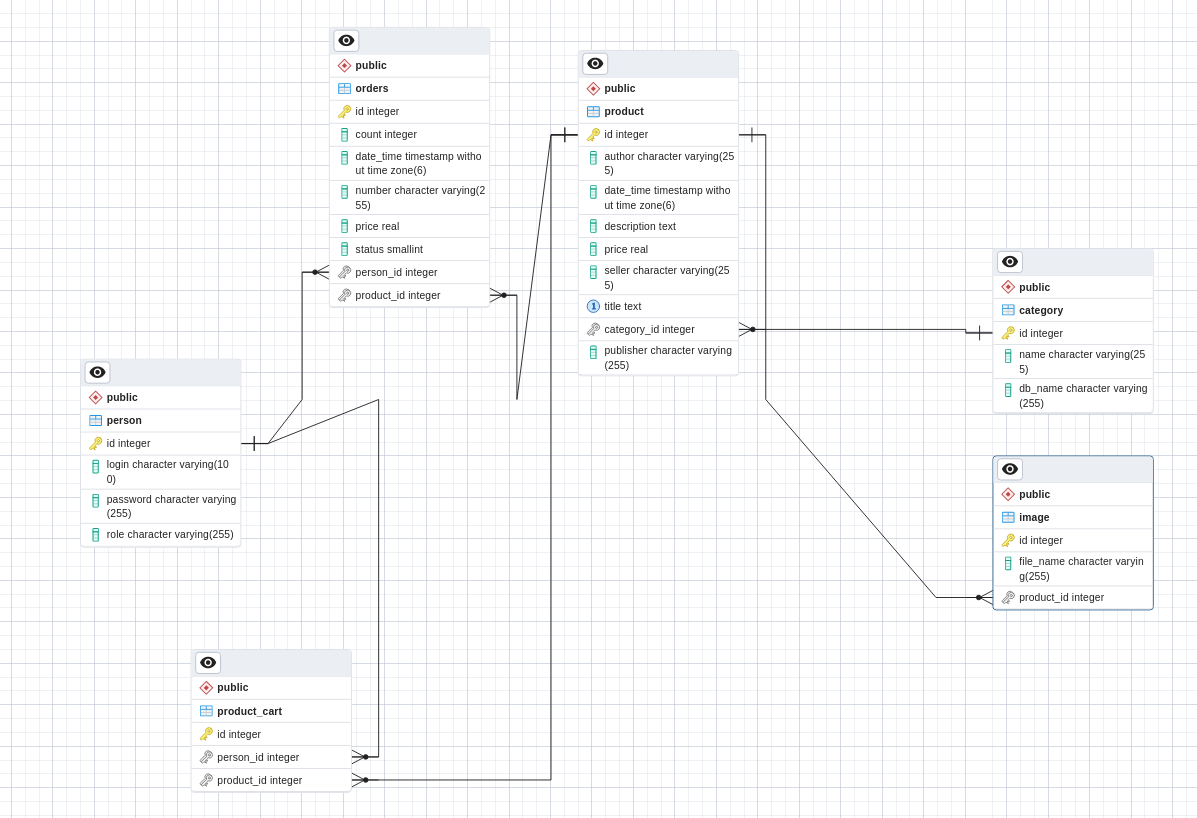 public
orders
id integer
count integer
date_time timestamp witho
ut time zone(6)
number character varying(2
55)
price real
status smallint
person_id integer
product_id integer
public
product
id integer
author character varying(25
5)
date_time timestamp witho
ut time zone(6)
description text
price real
seller character varying(25
5)
1 title text
category_id integer
publisher character varying
(255)
public
category
id integer
name character varying(25
5)
db_name character varying
(255)
public
person
id integer
login character varying(10
0)
password character varying
(255)
role character varying(255)
public
image
id integer
file_name character varyin
g(255)
product_id integer
public
product_cart
id integer
person_id integer
product_id integer